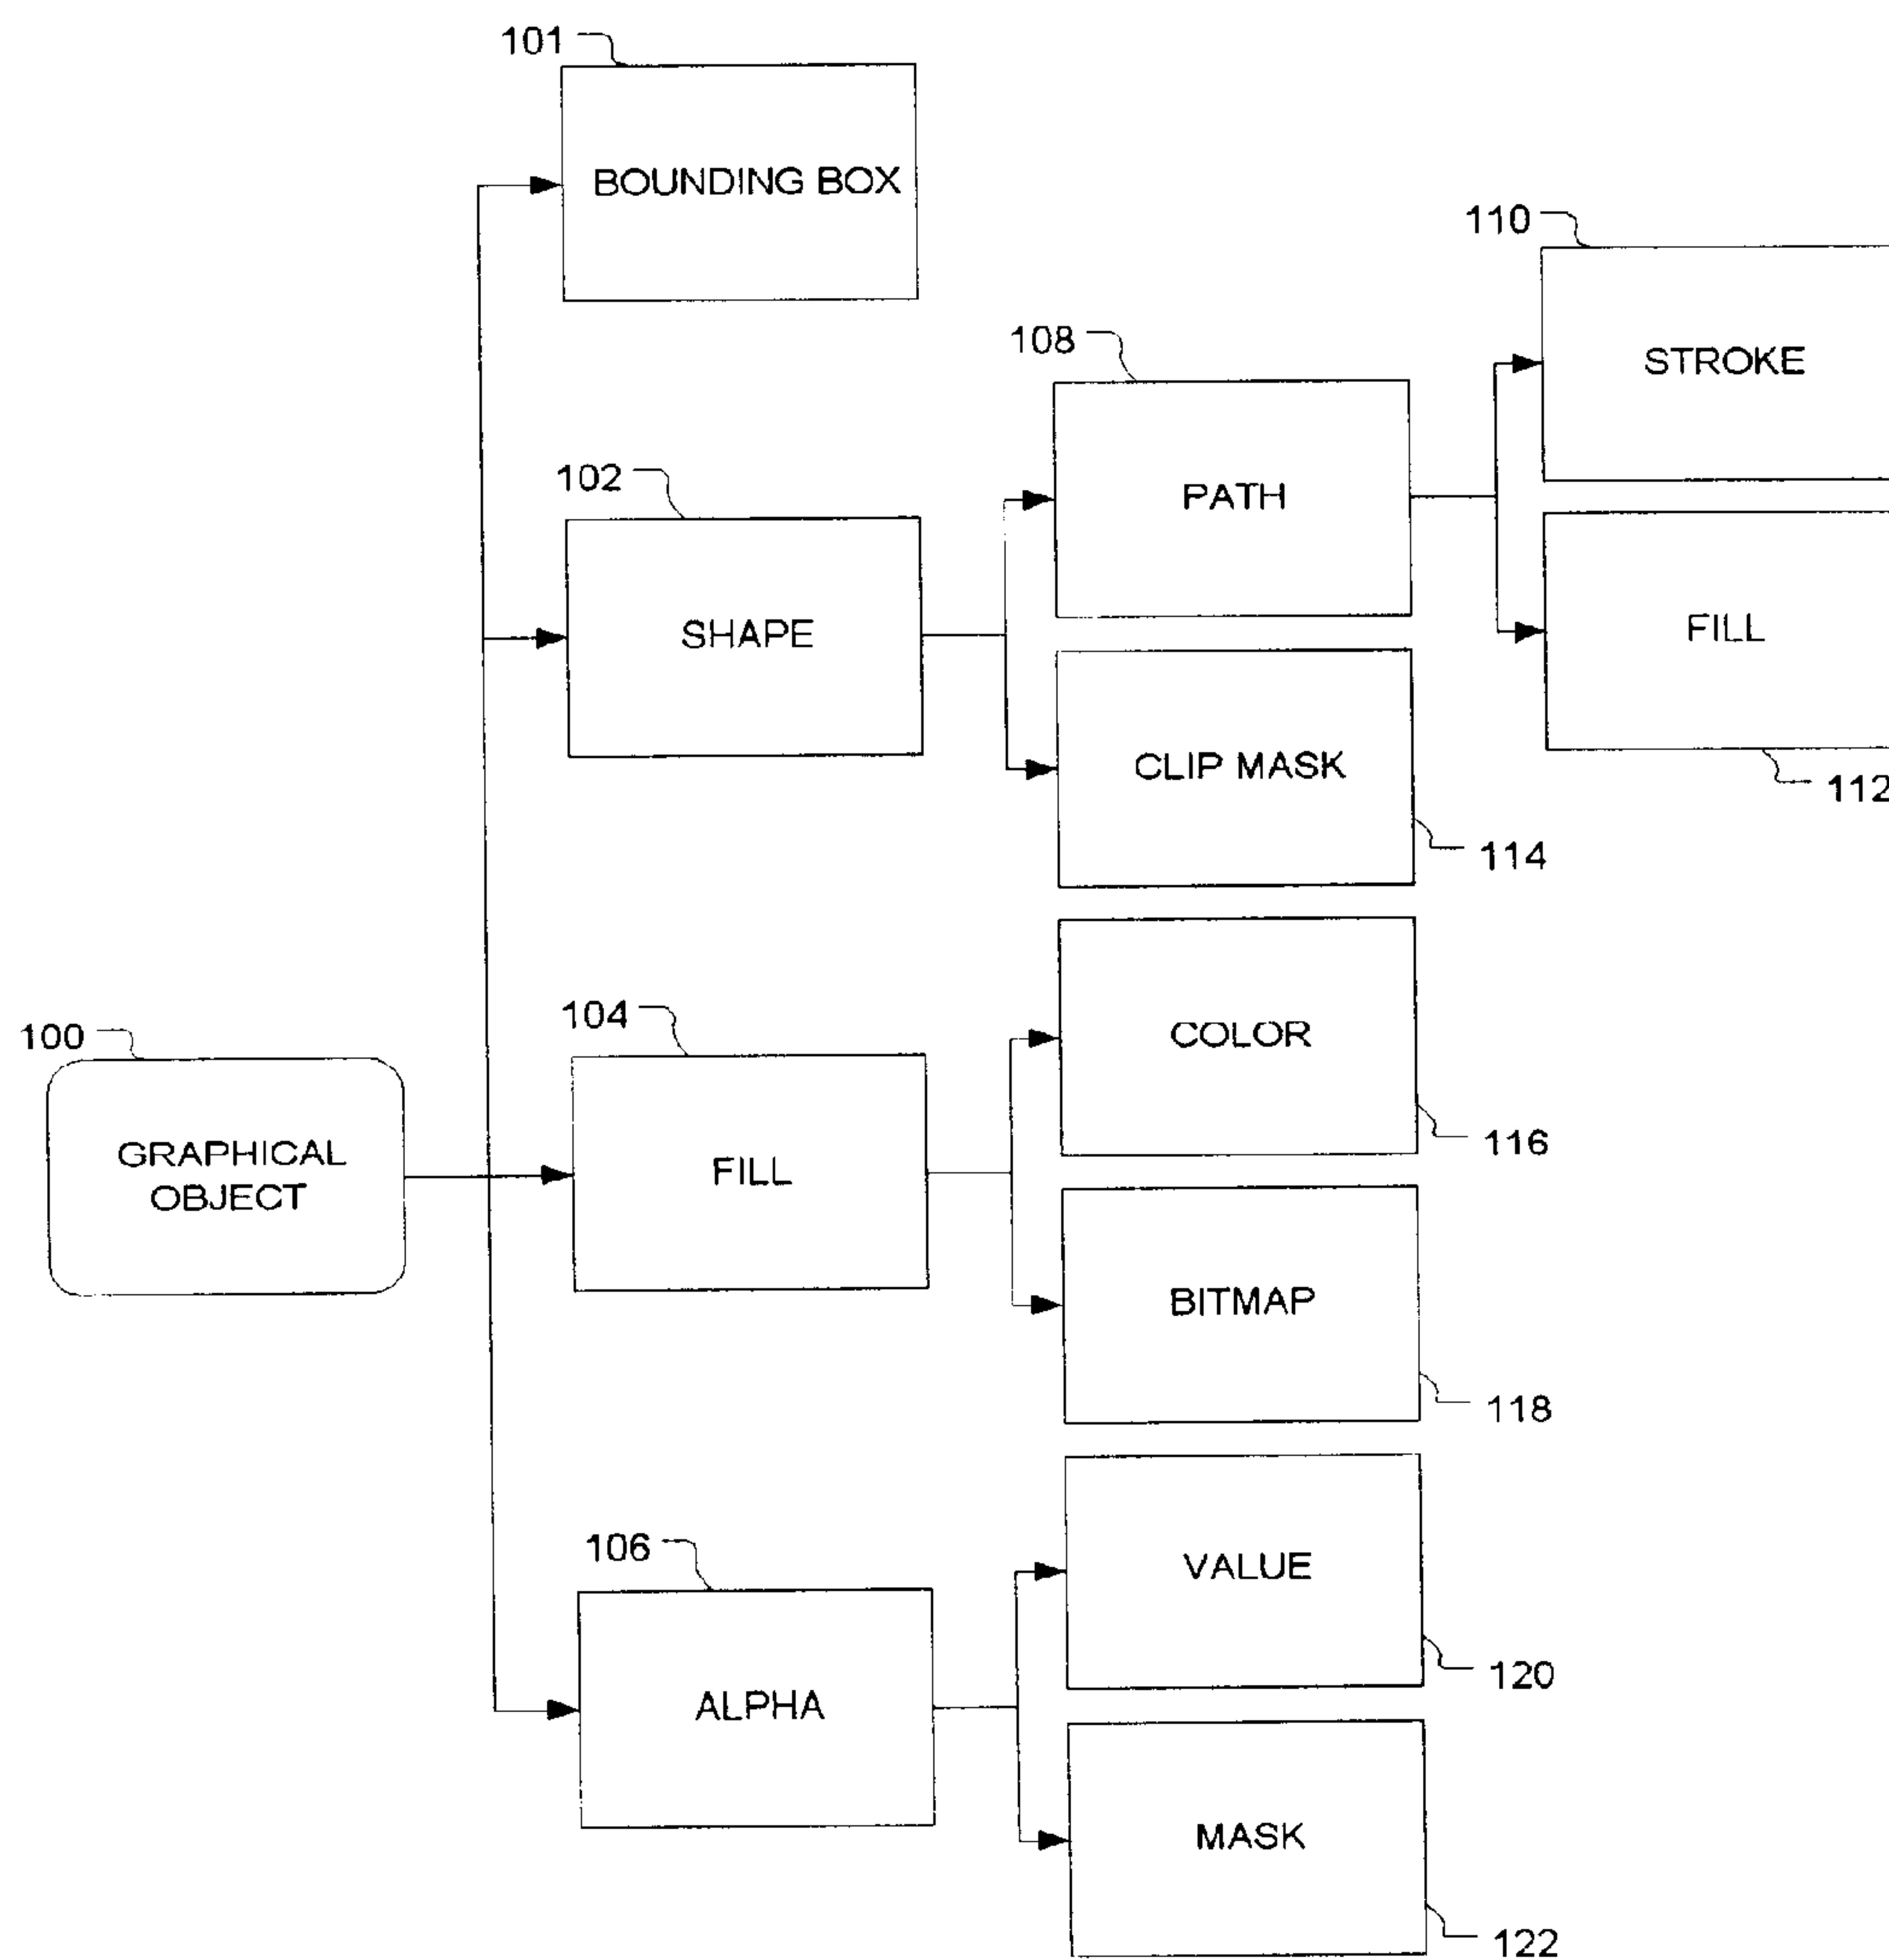 101
BOUNDING BOX
110
STROKE
108
PATH
102
SHAPE
FILL
112
CLIP MASK
114
104
COLOR
116
100
GRAPHICAL
OBJECT
FILL
BITMAP
118
106
VALUE
120
ALPHA
MASK
122